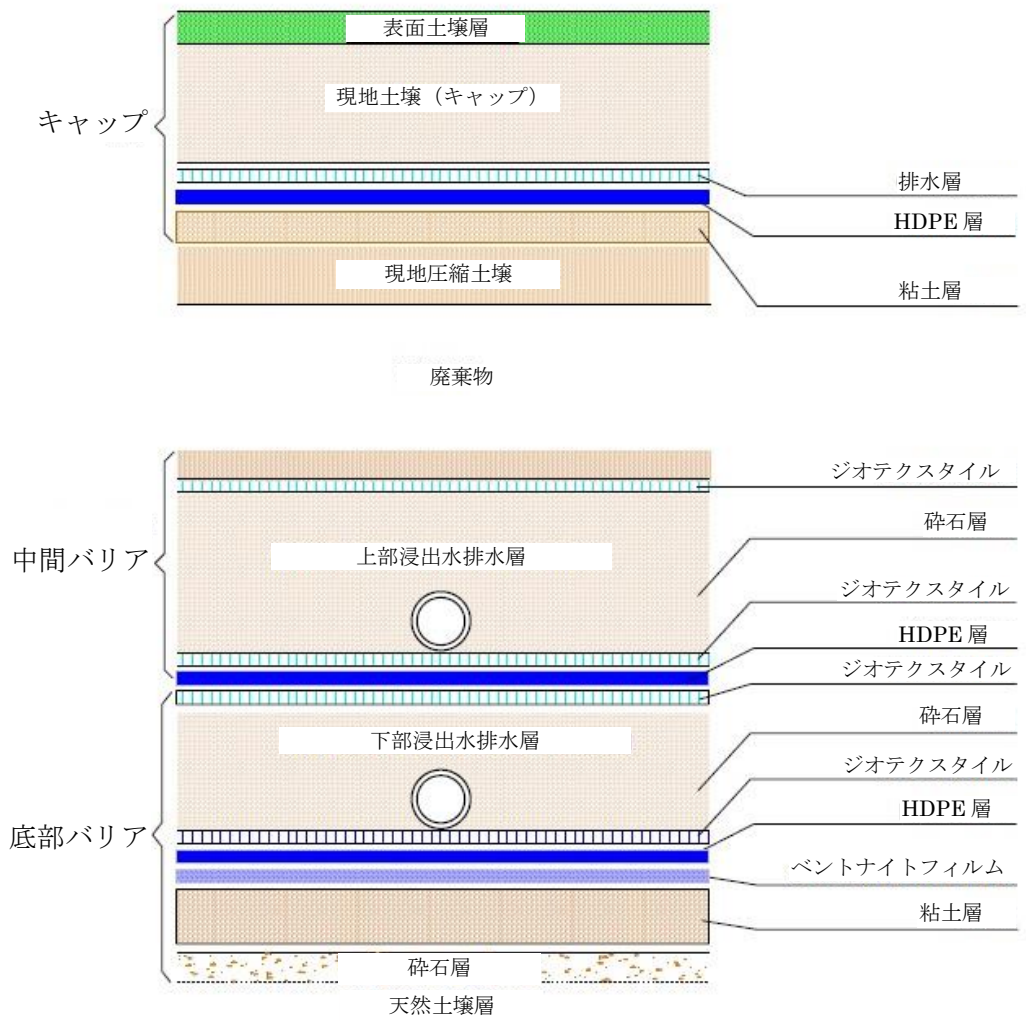 表面土壌層
現地土壌（キャップ）
キャップ
排水層
HDPE 層
現地圧縮土壌
粘土層
廃棄物
ジオテクスタイル
砕石層
中間バリア
上部浸出水排水層
ジオテクスタイル
HDPE 層
ジオテクスタイル
砕石層
下部浸出水排水層
ジオテクスタイル
HDPE 層
底部バリア
ベントナイトフィルム
粘土層
砕石層
天然土壌層